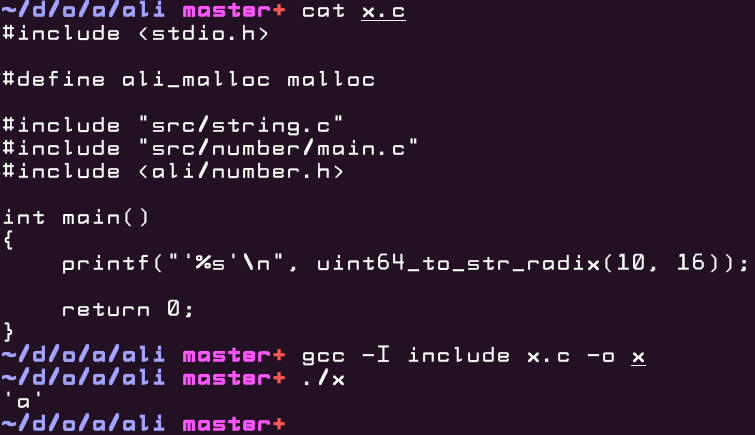 ~/d/o/a/ali master+ cat x.c
#include <stdio.h>
#define ali_malloc malloc
#include "src/string.c"
#include "src/number/main.c"
#include <ali/number.h>
int main()
{
    printf("'%s'\n", uint64_to_str_radix(10, 16));
    return 0;
}
~/d/o/a/ali master+ gcc -I include x.c -o x
~/d/o/a/ali master+ ./x
'a'
~/d/o/a/ali master+